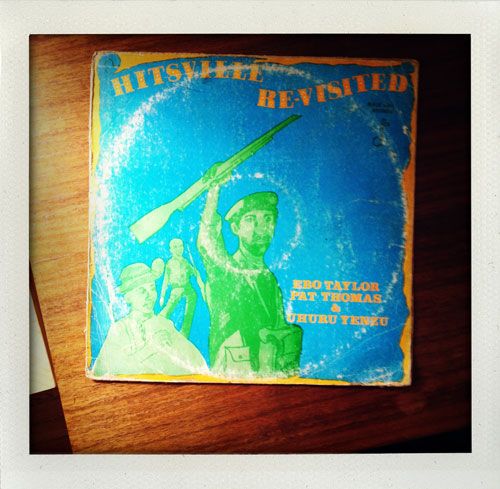 HITSVILLE
RE-VISITED
EBO TAYLOR
PAT THOMAS
&
UHURU YENZU